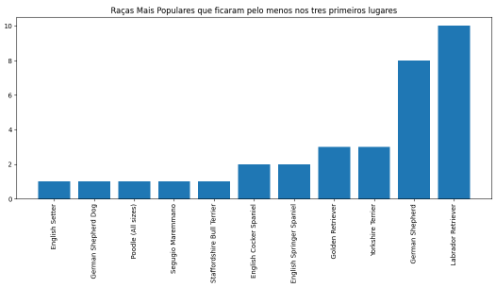 Raças Mais Populares que ficaram pelo menos nos tres primeiros lugares
10
8
6
4
2
0
English Setter
German Shepherd Dog
Poodle (All sizes)
Segugio Maremmano
Staffordshire Bull Terrier
English Cocker Spaniel
English Springer Spaniel
Golden Retriever
Yorkshire Terrier
German Shepherd
Labrador Retriever